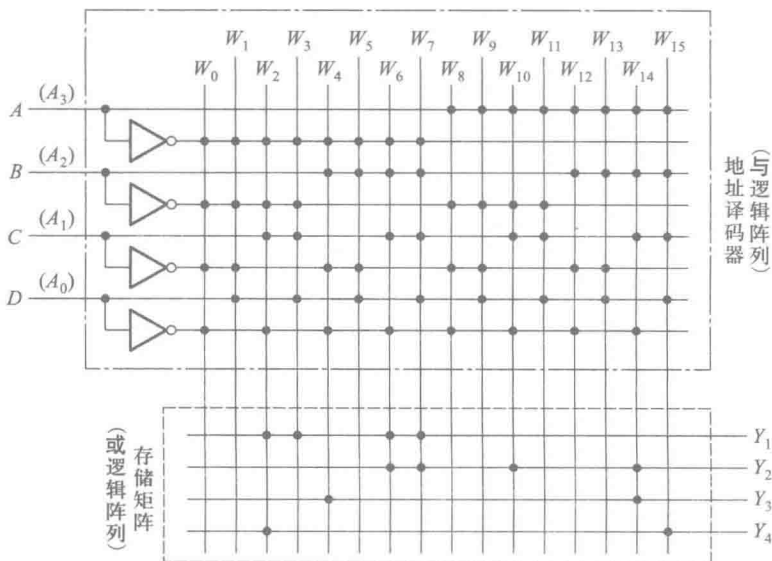 W₁ W₃ W₅ W₇ W₉ W₁₁ W₁₃ W₁₅
W₀ W₂ W₄ W₆ W₈ W₁₀ W₁₂ W₁₄
A (A₃)
B (A₂)
C (A₁)
D (A₀)
地址译码器
(与逻辑阵列)
存储矩阵
(或逻辑阵列)
Y₁
Y₂
Y₃
Y₄